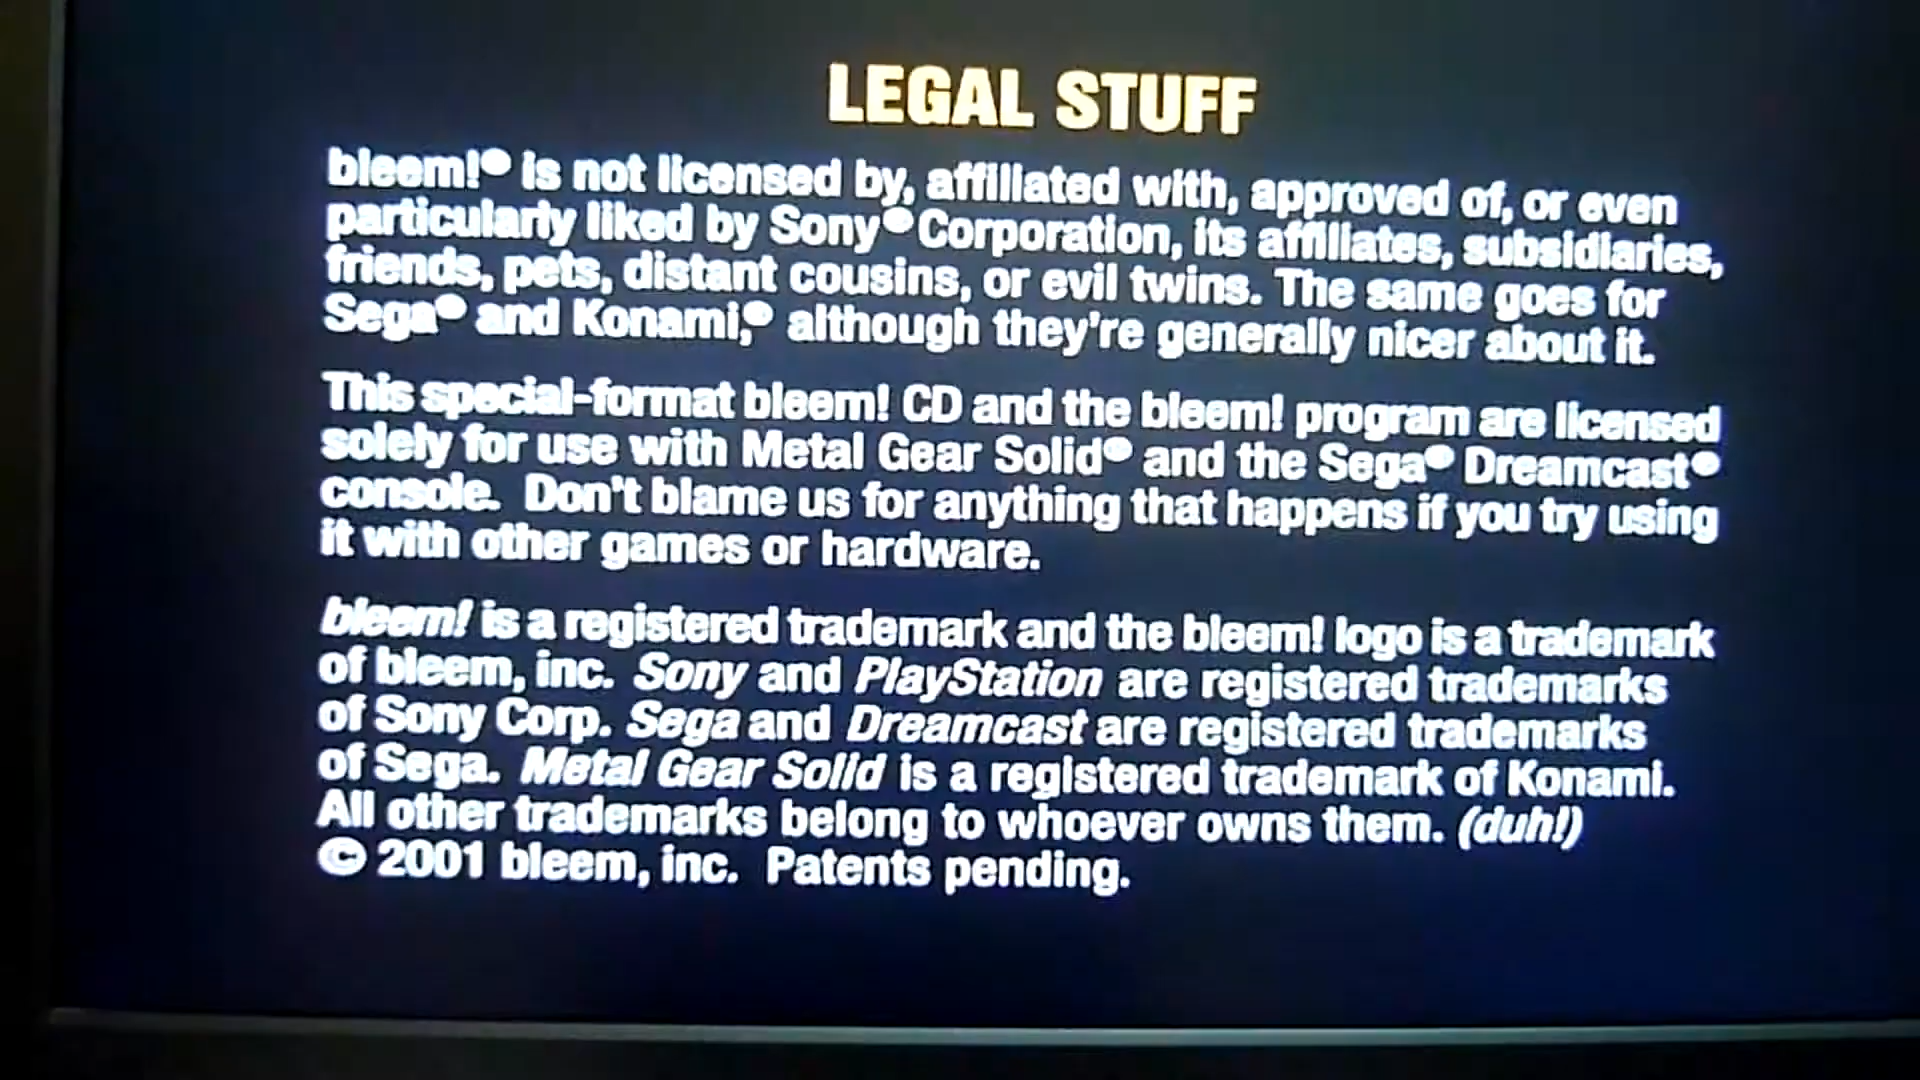 LEGAL STUFF
bleem!® is not licensed by, affiliated with, approved of, or even
particularly liked by Sony® Corporation, its affiliates, subsidiaries,
friends, pets, distant cousins, or evil twins. The same goes for
Sega® and Konami,® although they're generally nicer about it.
This special-format bleem! CD and the bleem! program are licensed
solely for use with Metal Gear Solid® and the Sega® Dreamcast®
console. Don't blame us for anything that happens if you try using
it with other games or hardware.
bleem! is a registered trademark and the bleem! logo is a trademark
of bleem, inc. Sony and PlayStation are registered trademarks
of Sony Corp. Sega and Dreamcast are registered trademarks
of Sega. Metal Gear Solid is a registered trademark of Konami.
All other trademarks belong to whoever owns them. (duh!)
© 2001 bleem, inc. Patents pending.